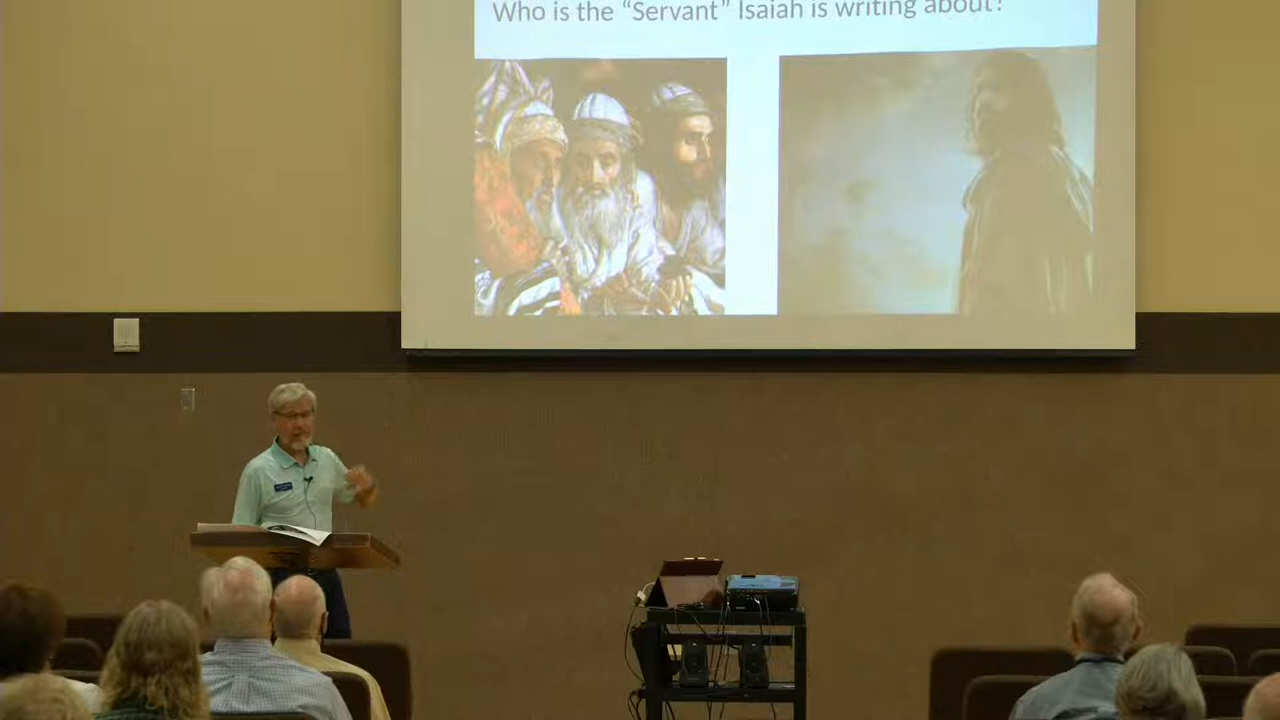 Who is the “Servant” Isaiah is writing about?